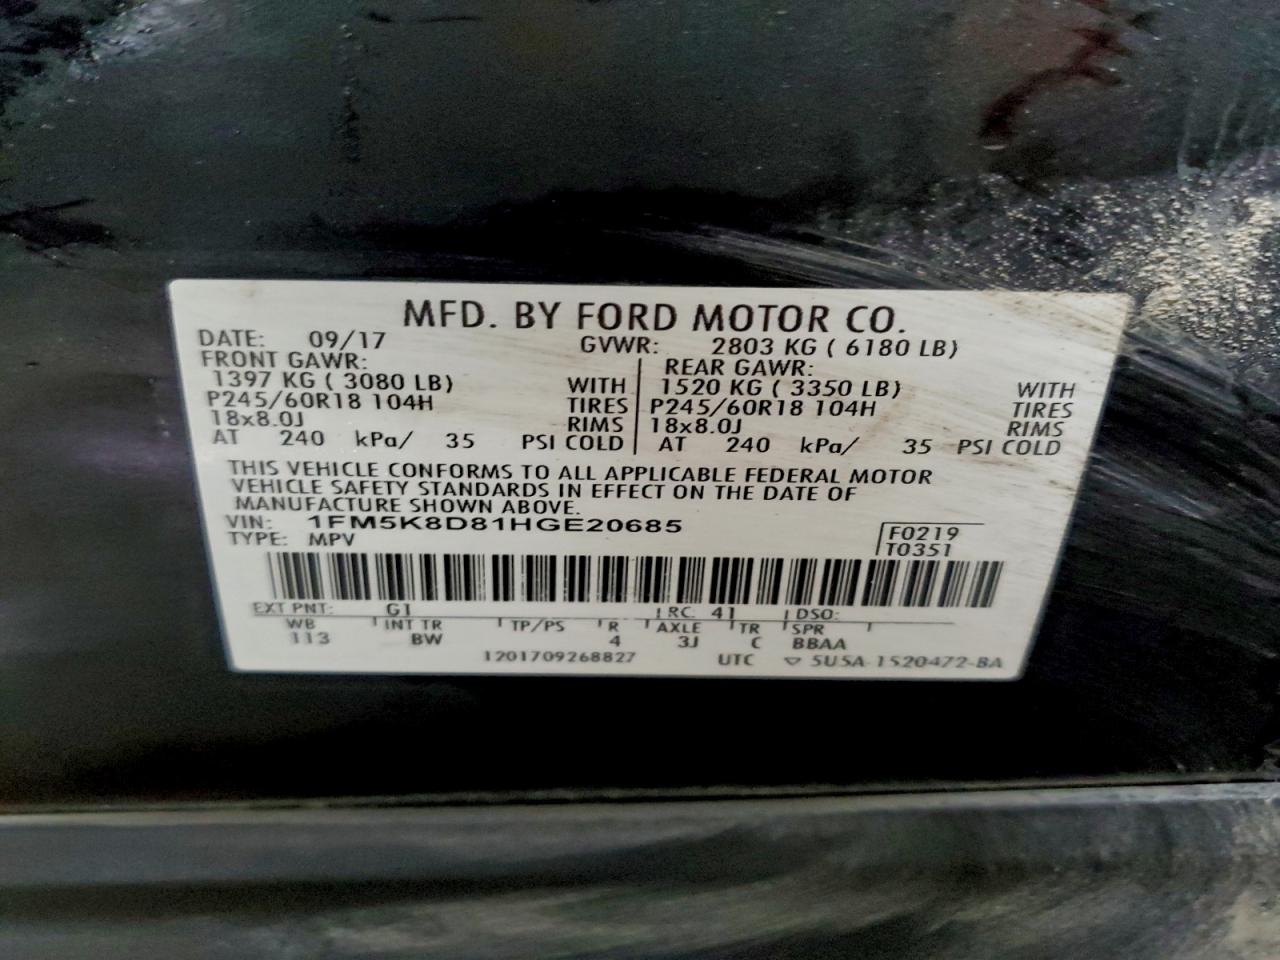 MFD. BY FORD MOTOR CO.
DATE: 09/17 GVWR: 2803 KG ( 6180 LB)
FRONT GAWR: REAR GAWR:
1397 KG ( 3080 LB) WITH 1520 KG ( 3350 LB) WITH
P245/60R18 104H TIRES P245/60R18 104H TIRES
18x8.0J RIMS 18x8.0J RIMS
AT 240 kPa/ 35 PSI COLD AT 240 kPa/ 35 PSI COLD
THIS VEHICLE CONFORMS TO ALL APPLICABLE FEDERAL MOTOR
VEHICLE SAFETY STANDARDS IN EFFECT ON THE DATE OF
MANUFACTURE SHOWN ABOVE.
VIN: 1FM5K8D81HGE20685 F0219
TYPE: MPV T0351
EXT PNT: G1 RC: 41 DSO:
WB INT TR TP/PS R AXLE TR SPR
113 BW 4 3J C BBAA
1201709268827 UTC ▽ 5U5A-1520472-BA